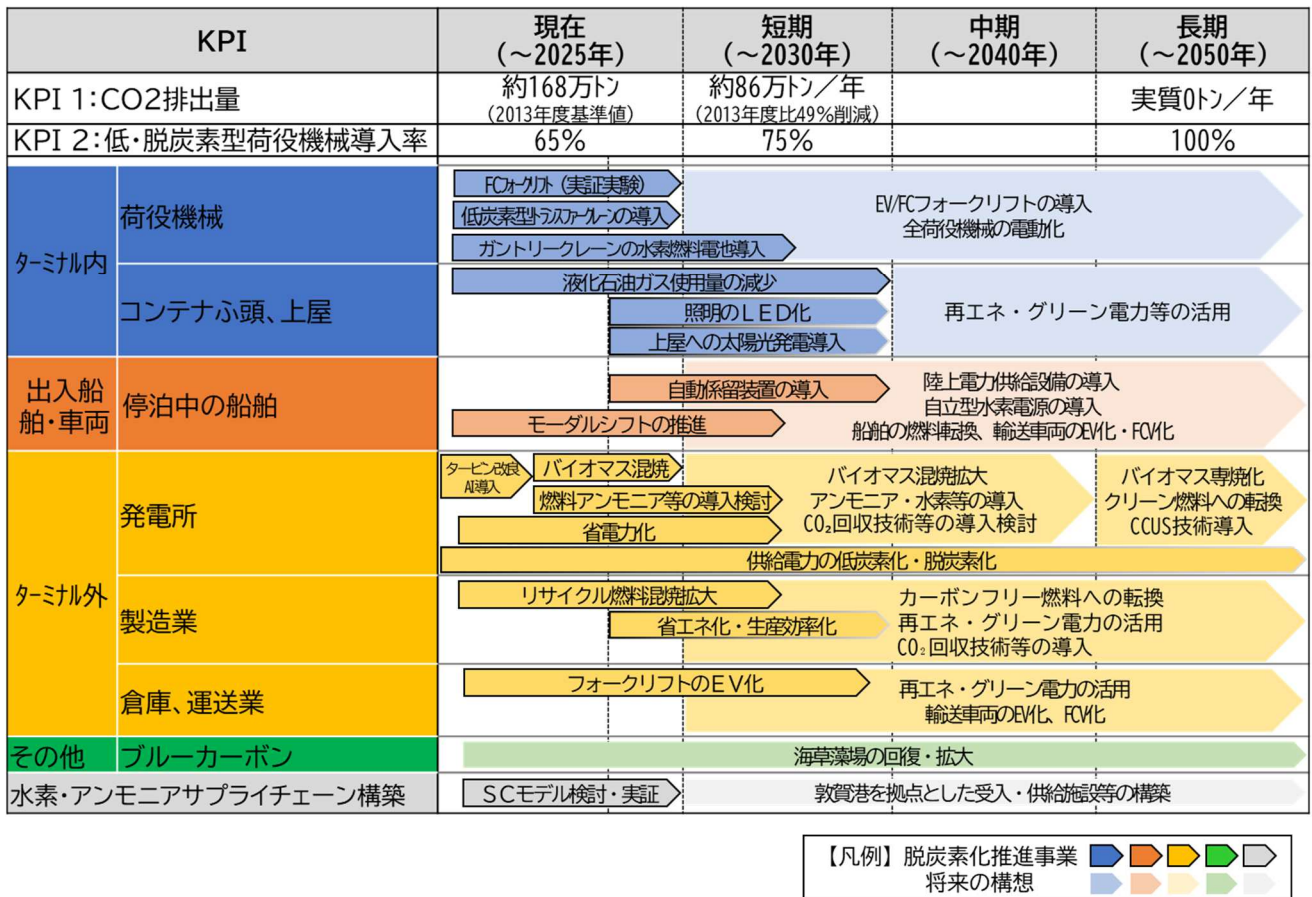 KPI
現在
(～2025年)
短期
(～2030年)
中期
(～2040年)
長期
(～2050年)
KPI 1:CO2排出量
約168万トン
(2013年度基準値)
約86万トン／年
(2013年度比49%削減)
実質0トン／年
KPI 2:低・脱炭素型荷役機械導入率
65%
75%
100%
ターミナル内
荷役機械
FCフォークリフト（実証実験）
低炭素型トランスファークレーンの導入
ガントリークレーンの水素燃料電池導入
EV/FCフォークリフトの導入
全荷役機械の電動化
コンテナふ頭、上屋
液化石油ガス使用量の減少
照明のＬＥＤ化
上屋への太陽光発電導入
再エネ・グリーン電力等の活用
出入船
舶・車両
停泊中の船舶
自動係留装置の導入
モーダルシフトの推進
陸上電力供給設備の導入
自立型水素電源の導入
船舶の燃料転換、輸送車両のEV化・FCV化
ターミナル外
発電所
タービン改良
AI導入
バイオマス混焼
燃料アンモニア等の導入検討
省電力化
バイオマス混焼拡大
アンモニア・水素等の導入
CO₂回収技術等の導入検討
バイオマス専焼化
クリーン燃料への転換
CCUS技術導入
供給電力の低炭素化・脱炭素化
製造業
リサイクル燃料混焼拡大
省エネ化・生産効率化
カーボンフリー燃料への転換
再エネ・グリーン電力の活用
CO₂回収技術等の導入
倉庫、運送業
フォークリフトのＥＶ化
再エネ・グリーン電力の活用
輸送車両のEV化、FCV化
その他
ブルーカーボン
海草藻場の回復・拡大
水素・アンモニアサプライチェーン構築
ＳＣモデル検討・実証
敦賀港を拠点とした受入・供給施設等の構築
【凡例】脱炭素化推進事業
将来の構想